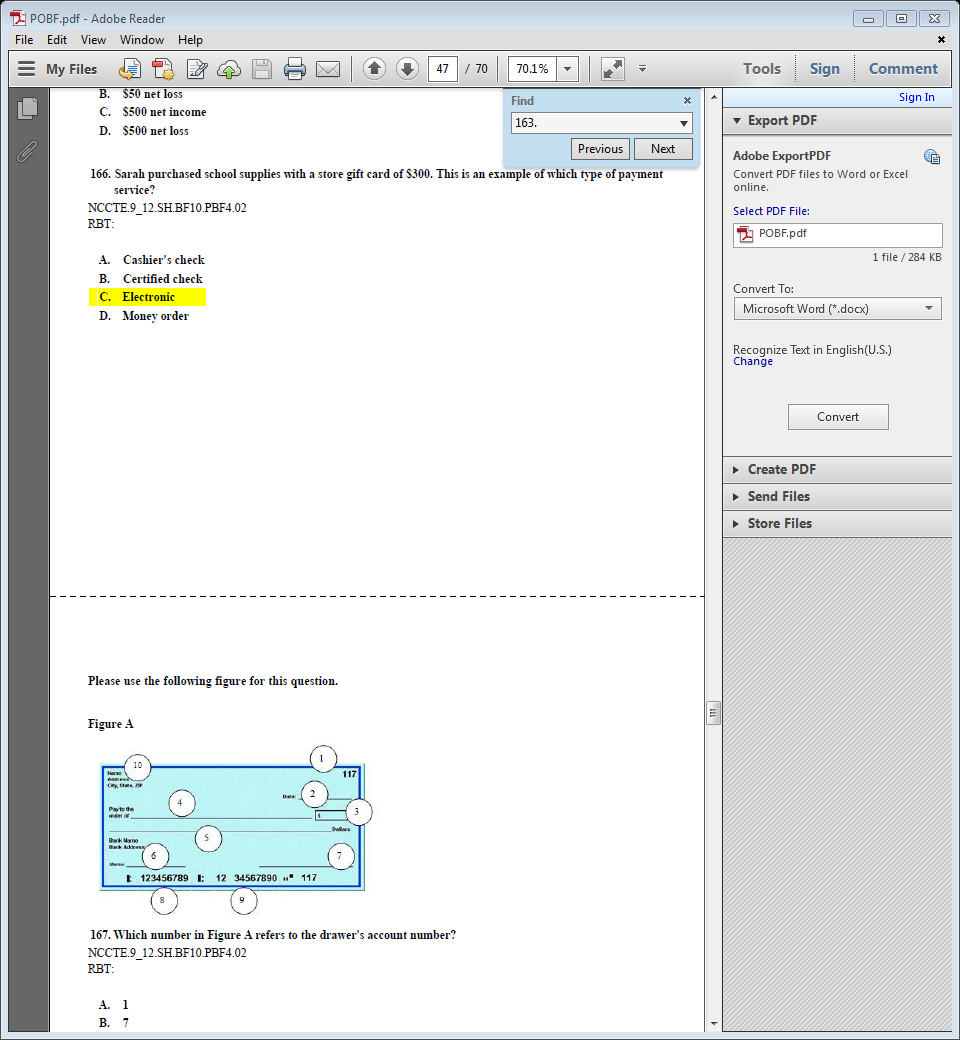 POBF.pdf - Adobe Reader
File Edit View Window Help
My Files 47 / 70 70.1% Tools Sign Comment
B. $50 net loss
C. $500 net income
D. $500 net loss
Find
163.
Previous Next
166. Sarah purchased school supplies with a store gift card of $300. This is an example of which type of payment
service?
NCCTE.9_12.SH.BF10.PBF4.02
RBT:
A. Cashier's check
B. Certified check
C. Electronic
D. Money order
Please use the following figure for this question.
Figure A
10
1
Name
Address
City, State, ZIP
117
Date:
2
4
3
Pay to the
order of
$
Dollars
5
Bank Name
Bank Address
6
7
Memo:
123456789 12 34567890 117
8
9
167. Which number in Figure A refers to the drawer's account number?
NCCTE.9_12.SH.BF10.PBF4.02
RBT:
A. 1
B. 7
Sign In
Export PDF
Adobe ExportPDF
Convert PDF files to Word or Excel
online.
Select PDF File:
POBF.pdf
1 file / 284 KB
Convert To:
Microsoft Word (*.docx)
Recognize Text in English(U.S.)
Change
Convert
Create PDF
Send Files
Store Files